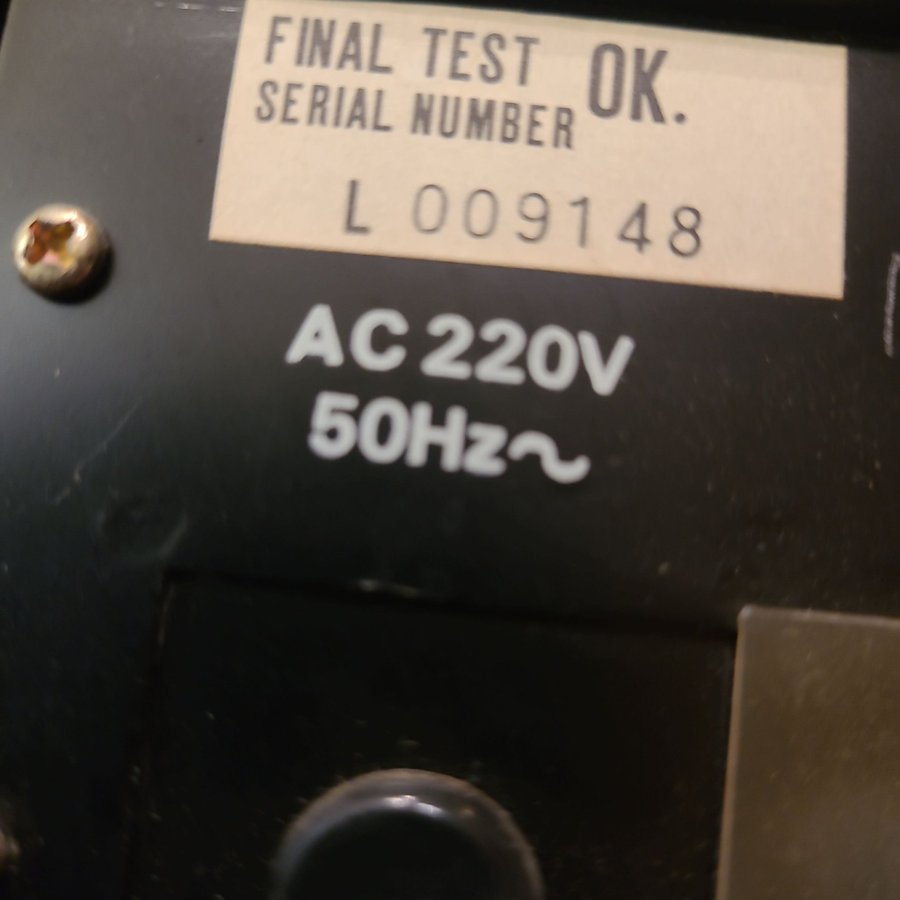 FINAL TEST OK.
SERIAL NUMBER
L 009148
AC 220V
50Hz~